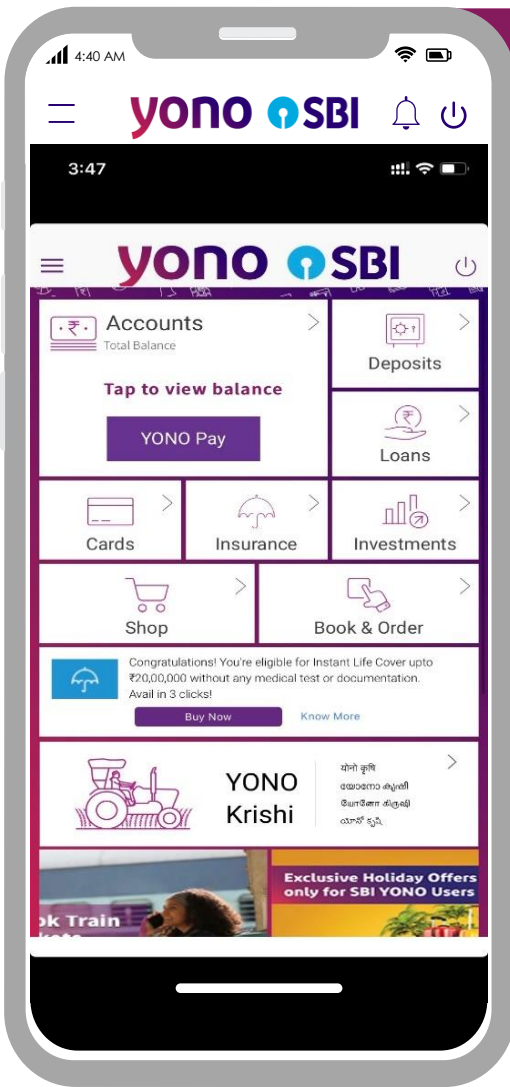 4:40 AM
yono SBI
3:47
yono SBI
Accounts
Total Balance
Tap to view balance
YONO Pay
Deposits
Loans
Cards
Insurance
Investments
Shop
Book & Order
Congratulations! You're eligible for Instant Life Cover upto
₹20,00,000 without any medical test or documentation.
Avail in 3 clicks!
Buy Now
Know More
YONO
Krishi
योनो कृषि
യോനോ കൃഷി
யோனோ கிருஷி
యోనో కృషి
ok Train
Exclusive Holiday Offers
only for SBI YONO Users